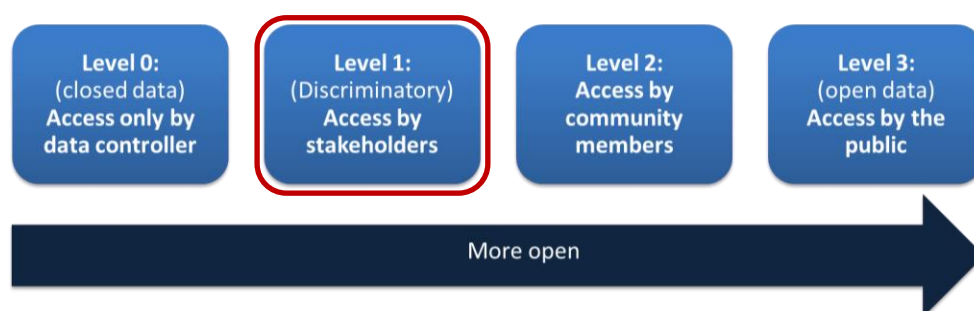 Level 0:
(closed data)
Access only by
data controller
Level 1:
(Discriminatory)
Access by
stakeholders
Level 2:
Access by
community
members
Level 3:
(open data)
Access by the
public
More open